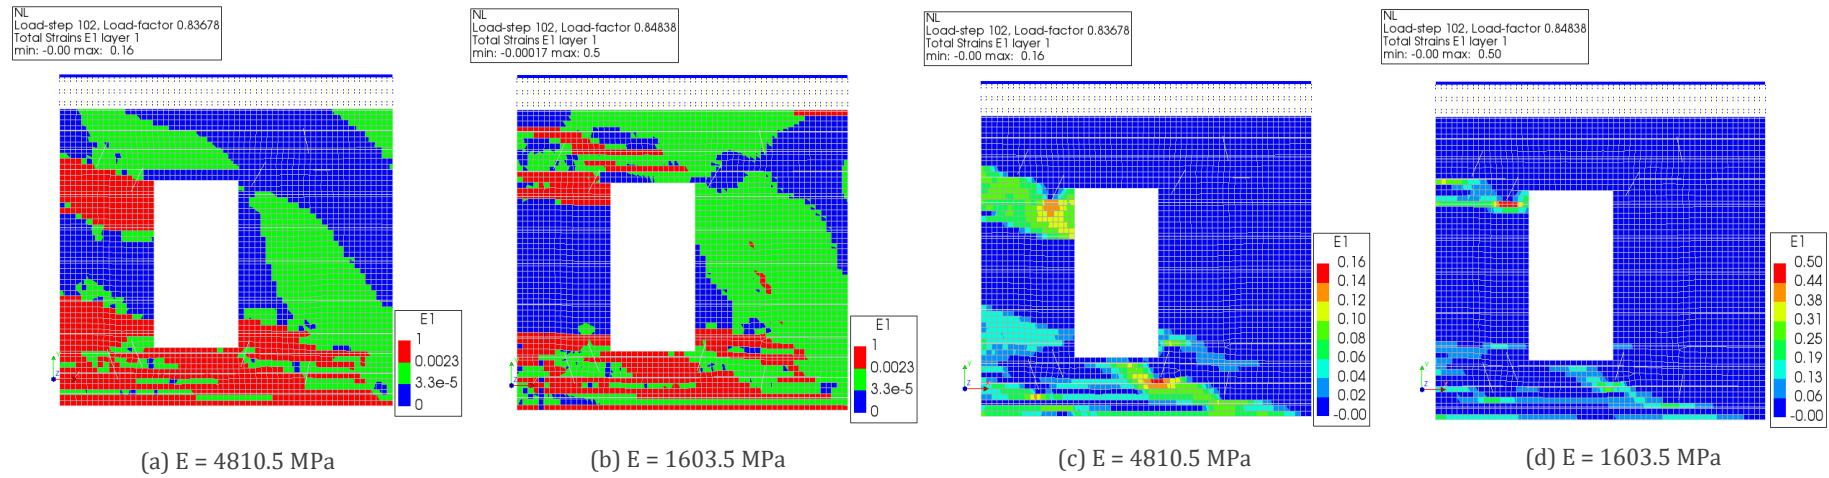 NL
Load-step 102, Load-factor 0.83678
Total Strains E1 layer 1
min: -0.00 max: 0.16
E1
1
0.0023
3.3e-5
0
Y
Z
(a) E = 4810.5 MPa
NL
Load-step 102, Load-factor 0.84838
Total Strains E1 layer 1
min: -0.00017 max: 0.5
E1
1
0.0023
3.3e-5
0
Y
Z
(b) E = 1603.5 MPa
NL
Load-step 102, Load-factor 0.83678
Total Strains E1 layer 1
min: -0.00 max: 0.16
E1
0.16
0.14
0.12
0.10
0.08
0.06
0.04
0.02
-0.00
Y
Z
(c) E = 4810.5 MPa
NL
Load-step 102, Load-factor 0.84838
Total Strains E1 layer 1
min: -0.00 max: 0.50
E1
0.50
0.44
0.38
0.31
0.25
0.19
0.13
0.06
-0.00
Y
Z
(d) E = 1603.5 MPa